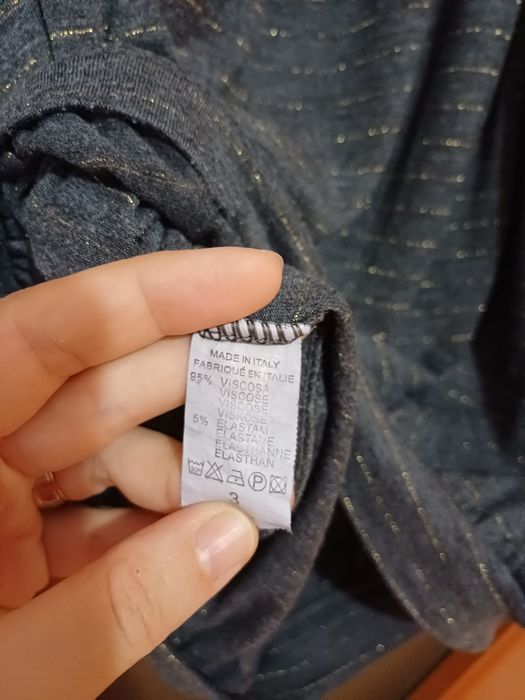 MADE IN ITALY
FABRIQUÉ EN ITALIE
95% VISCOSA
VISCOSE
VISCOSE
VISKOSE
5% ELASTAM
ELASTANE
ELASTHANNE
ELASTHAN
P
3